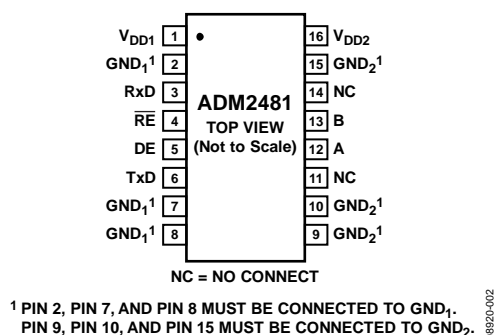 VDD1 1 16 VDD2
GND1¹ 2 15 GND2¹
RxD 3 14 NC
ADM2481
R̅E̅ 4 13 B
TOP VIEW
DE 5 (Not to Scale) 12 A
TxD 6 11 NC
GND1¹ 7 10 GND2¹
GND1¹ 8 9 GND2¹
NC = NO CONNECT
¹ PIN 2, PIN 7, AND PIN 8 MUST BE CONNECTED TO GND1.
PIN 9, PIN 10, AND PIN 15 MUST BE CONNECTED TO GND2.